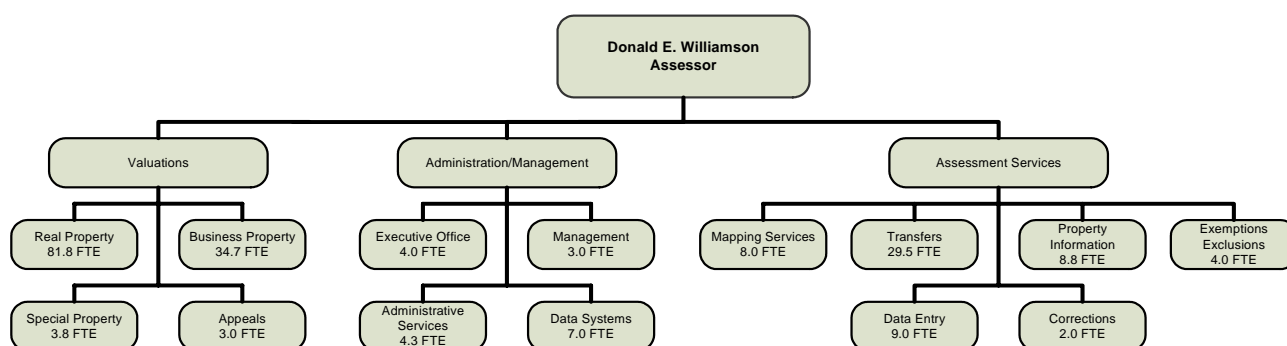 Donald E. Williamson
Assessor
Valuations
Administration/Management
Assessment Services
Real Property
81.8 FTE
Business Property
34.7 FTE
Executive Office
4.0 FTE
Management
3.0 FTE
Mapping Services
8.0 FTE
Transfers
29.5 FTE
Property
Information
8.8 FTE
Exemptions
Exclusions
4.0 FTE
Special Property
3.8 FTE
Appeals
3.0 FTE
Administrative
Services
4.3 FTE
Data Systems
7.0 FTE
Data Entry
9.0 FTE
Corrections
2.0 FTE